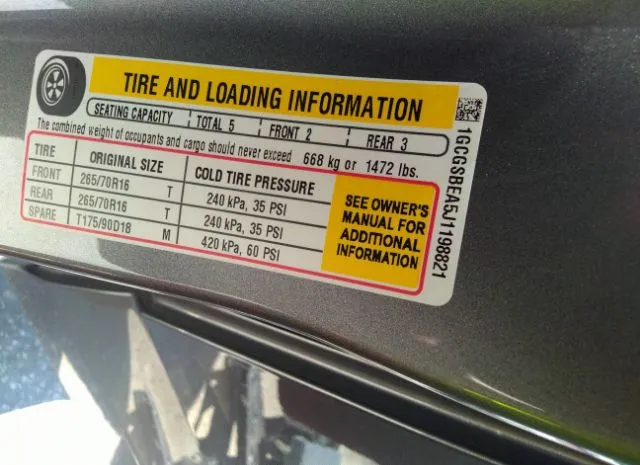 TIRE AND LOADING INFORMATION
SEATING CAPACITY TOTAL 5 FRONT 2 REAR 3
The combined weight of occupants and cargo should never exceed 668 kg or 1472 lbs.
TIRE ORIGINAL SIZE COLD TIRE PRESSURE
FRONT 265/70R16 T 240 kPa, 35 PSI
REAR 265/70R16 T 240 kPa, 35 PSI
SPARE T175/90D18 M 420 kPa, 60 PSI
SEE OWNER'S
MANUAL FOR
ADDITIONAL
INFORMATION
1GCGSBEA5J1198821